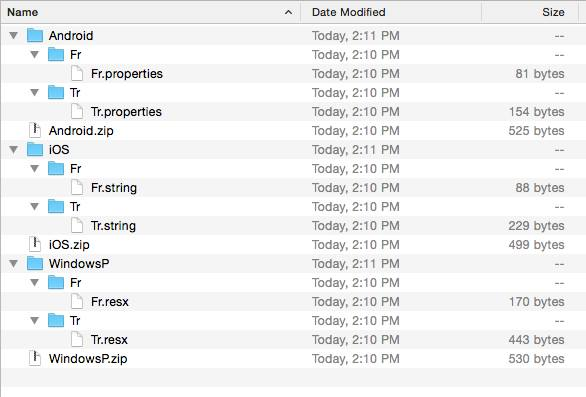 Name Date Modified Size
Android Today, 2:11 PM --
Fr Today, 2:10 PM --
Fr.properties Today, 2:10 PM 81 bytes
Tr Today, 2:10 PM --
Tr.properties Today, 2:10 PM 154 bytes
Android.zip Today, 2:10 PM 525 bytes
iOS Today, 2:11 PM --
Fr Today, 2:10 PM --
Fr.string Today, 2:10 PM 88 bytes
Tr Today, 2:10 PM --
Tr.string Today, 2:10 PM 229 bytes
iOS.zip Today, 2:10 PM 499 bytes
WindowsP Today, 2:11 PM --
Fr Today, 2:10 PM --
Fr.resx Today, 2:10 PM 170 bytes
Tr Today, 2:10 PM --
Tr.resx Today, 2:10 PM 443 bytes
WindowsP.zip Today, 2:10 PM 530 bytes